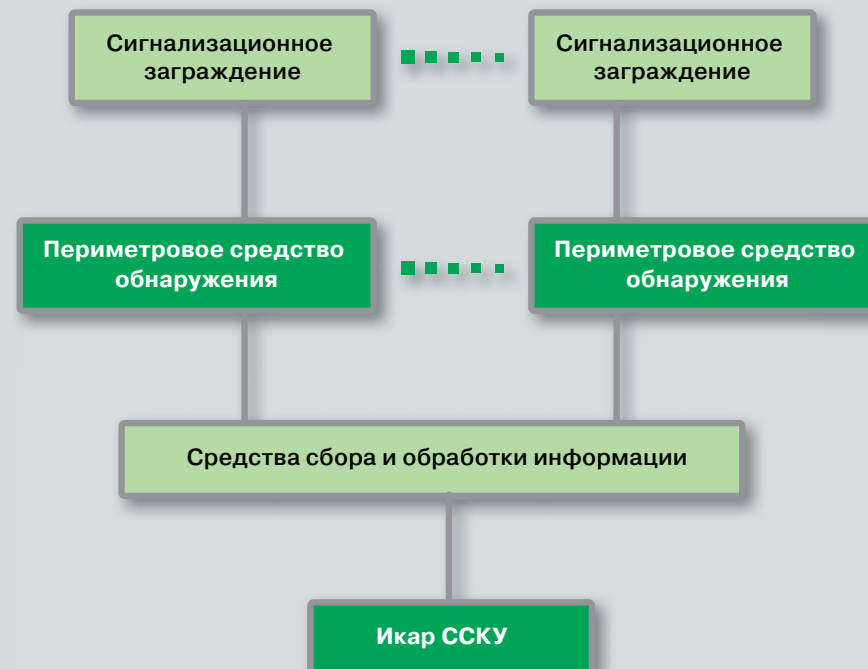 Сигнализационное
заграждение
Сигнализационное
заграждение
Периметровое средство
обнаружения
Периметровое средство
обнаружения
Средства сбора и обработки информации
Икар ССКУ